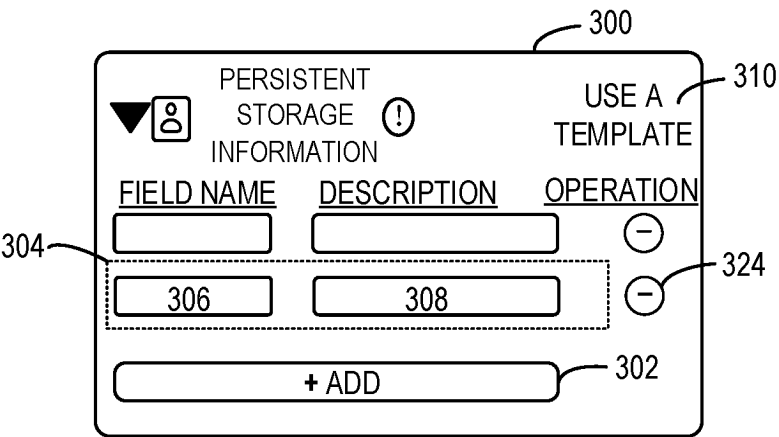 300
PERSISTENT
STORAGE
INFORMATION
!
USE A
TEMPLATE
310
FIELD NAME DESCRIPTION OPERATION
−
304
306 308 −
324
+ ADD
302